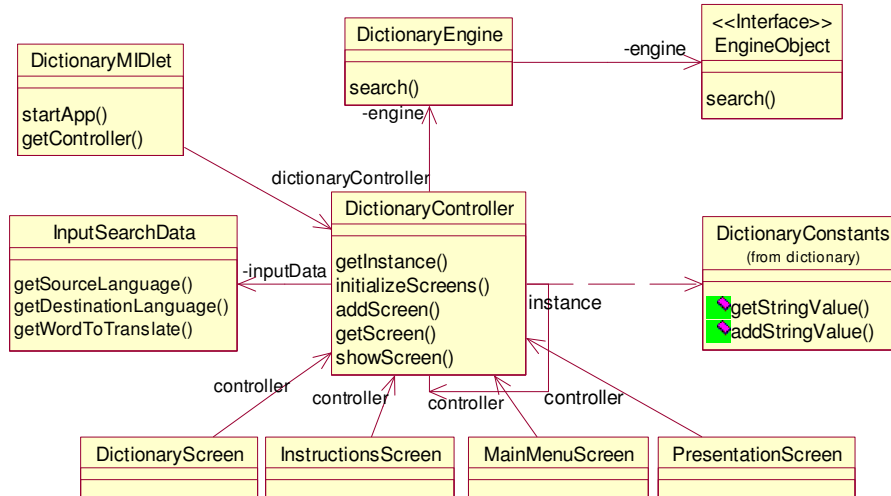 DictionaryMIDlet
startApp()
getController()
DictionaryEngine
search()
-engine
<<Interface>>
EngineObject
search()
-engine
dictionaryController
DictionaryController
getInstance()
initializeScreens()
addScreen()
getScreen()
showScreen()
InputSearchData
getSourceLanguage()
getDestinationLanguage()
getWordToTranslate()
-inputData
instance
DictionaryConstants
(from dictionary)
getStringValue()
addStringValue()
controller
controller
controller
controller
DictionaryScreen
InstructionsScreen
MainMenuScreen
PresentationScreen